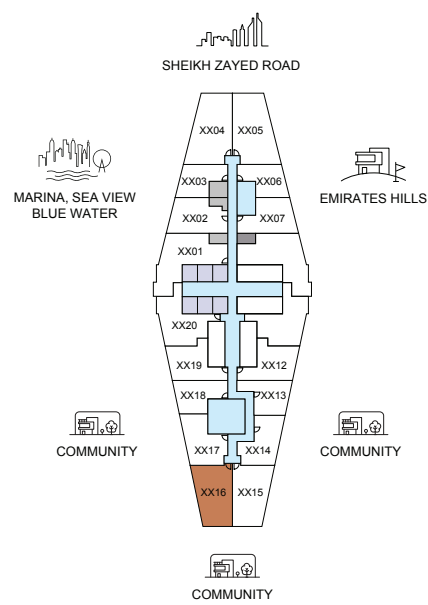 SHEIKH ZAYED ROAD
XX04 XX05
XX03 XX06
MARINA, SEA VIEW
BLUE WATER
EMIRATES HILLS
XX02 XX07
XX01
XX20
XX19 XX12
XX18 XX13
COMMUNITY
COMMUNITY
XX17 XX14
XX16 XX15
COMMUNITY